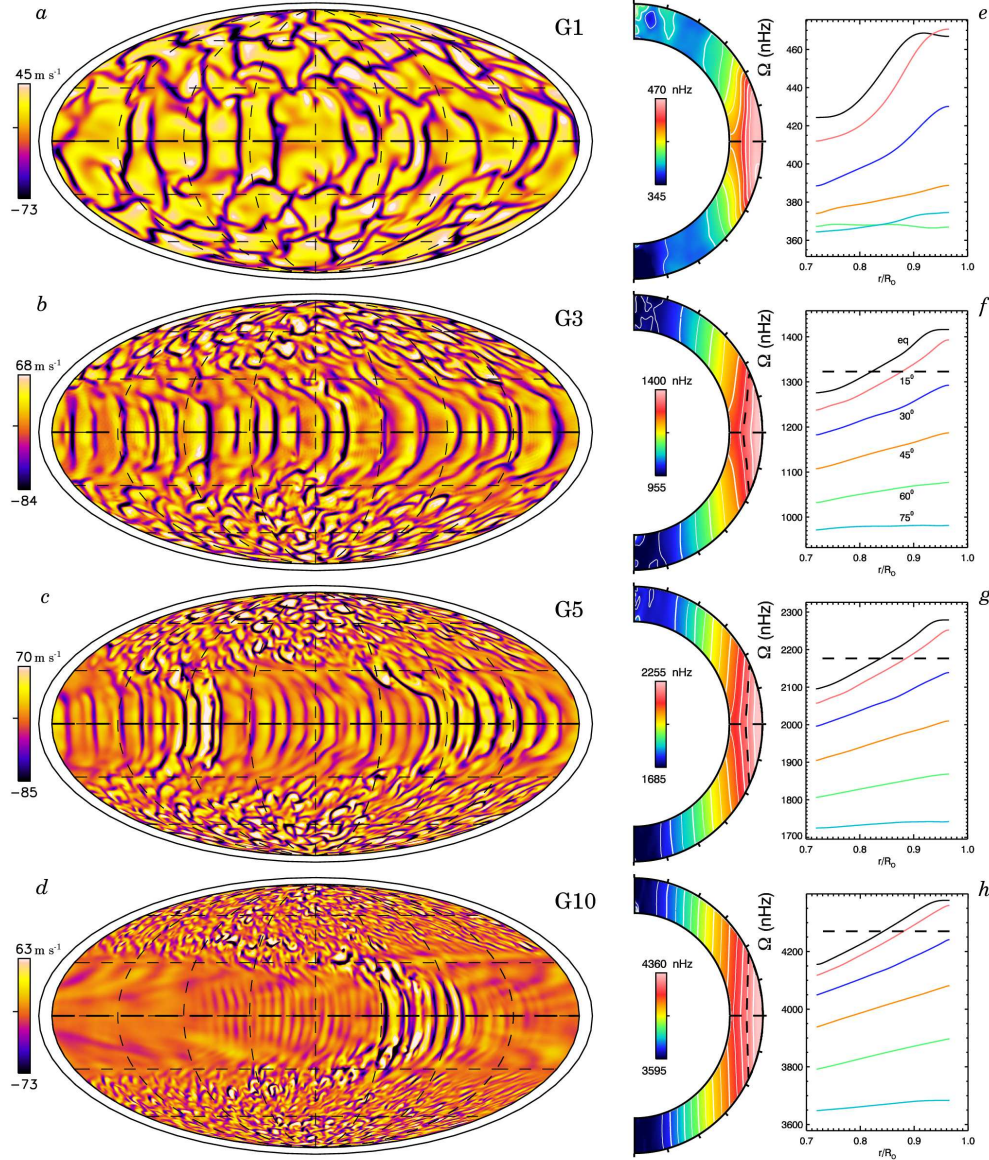 a G1 e
45 m s⁻¹
−73
470 nHz
345
Ω (nHz)
460
440
420
400
380
360
0.7 0.8 0.9 1.0
r/R₀
b G3 f
68 m s⁻¹
−84
1400 nHz
955
Ω (nHz)
1400
1300
1200
1100
1000
eq
15°
30°
45°
60°
75°
0.7 0.8 0.9 1.0
r/R₀
c G5 g
70 m s⁻¹
−85
2255 nHz
1685
Ω (nHz)
2300
2200
2100
2000
1900
1800
1700
0.7 0.8 0.9 1.0
r/R₀
d G10 h
63 m s⁻¹
−73
4360 nHz
3595
Ω (nHz)
4200
4000
3800
3600
0.7 0.8 0.9 1.0
r/R₀